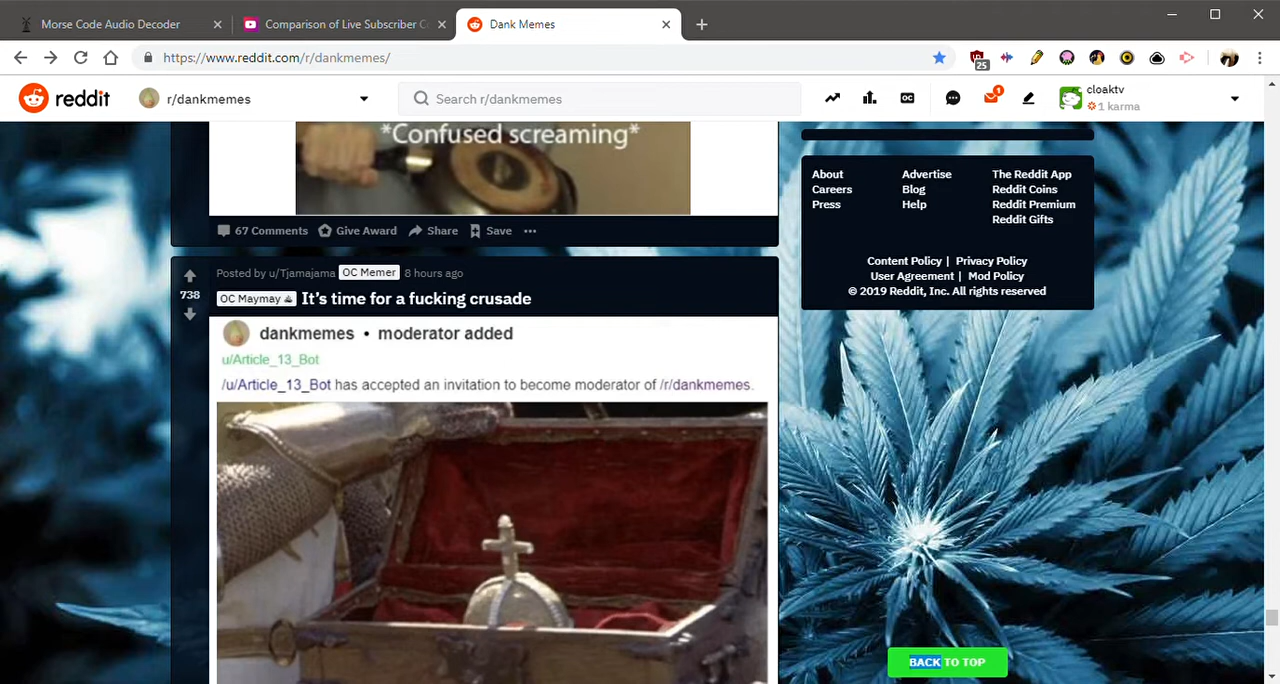 Morse Code Audio Decoder
Comparison of Live Subscriber C
Dank Memes
https://www.reddit.com/r/dankmemes/
25
reddit
r/dankmemes
Search r/dankmemes
OC
1
cloaktv
1 karma
*Confused screaming*
67 Comments Give Award Share Save
738
Posted by u/Tjamajama OC Memer 8 hours ago
OC Maymay It's time for a fucking crusade
dankmemes • moderator added
u/Article_13_Bot
/u/Article_13_Bot has accepted an invitation to become moderator of /r/dankmemes.
About Advertise The Reddit App
Careers Blog Reddit Coins
Press Help Reddit Premium
Reddit Gifts
Content Policy | Privacy Policy
User Agreement | Mod Policy
© 2019 Reddit, Inc. All rights reserved
BACK TO TOP